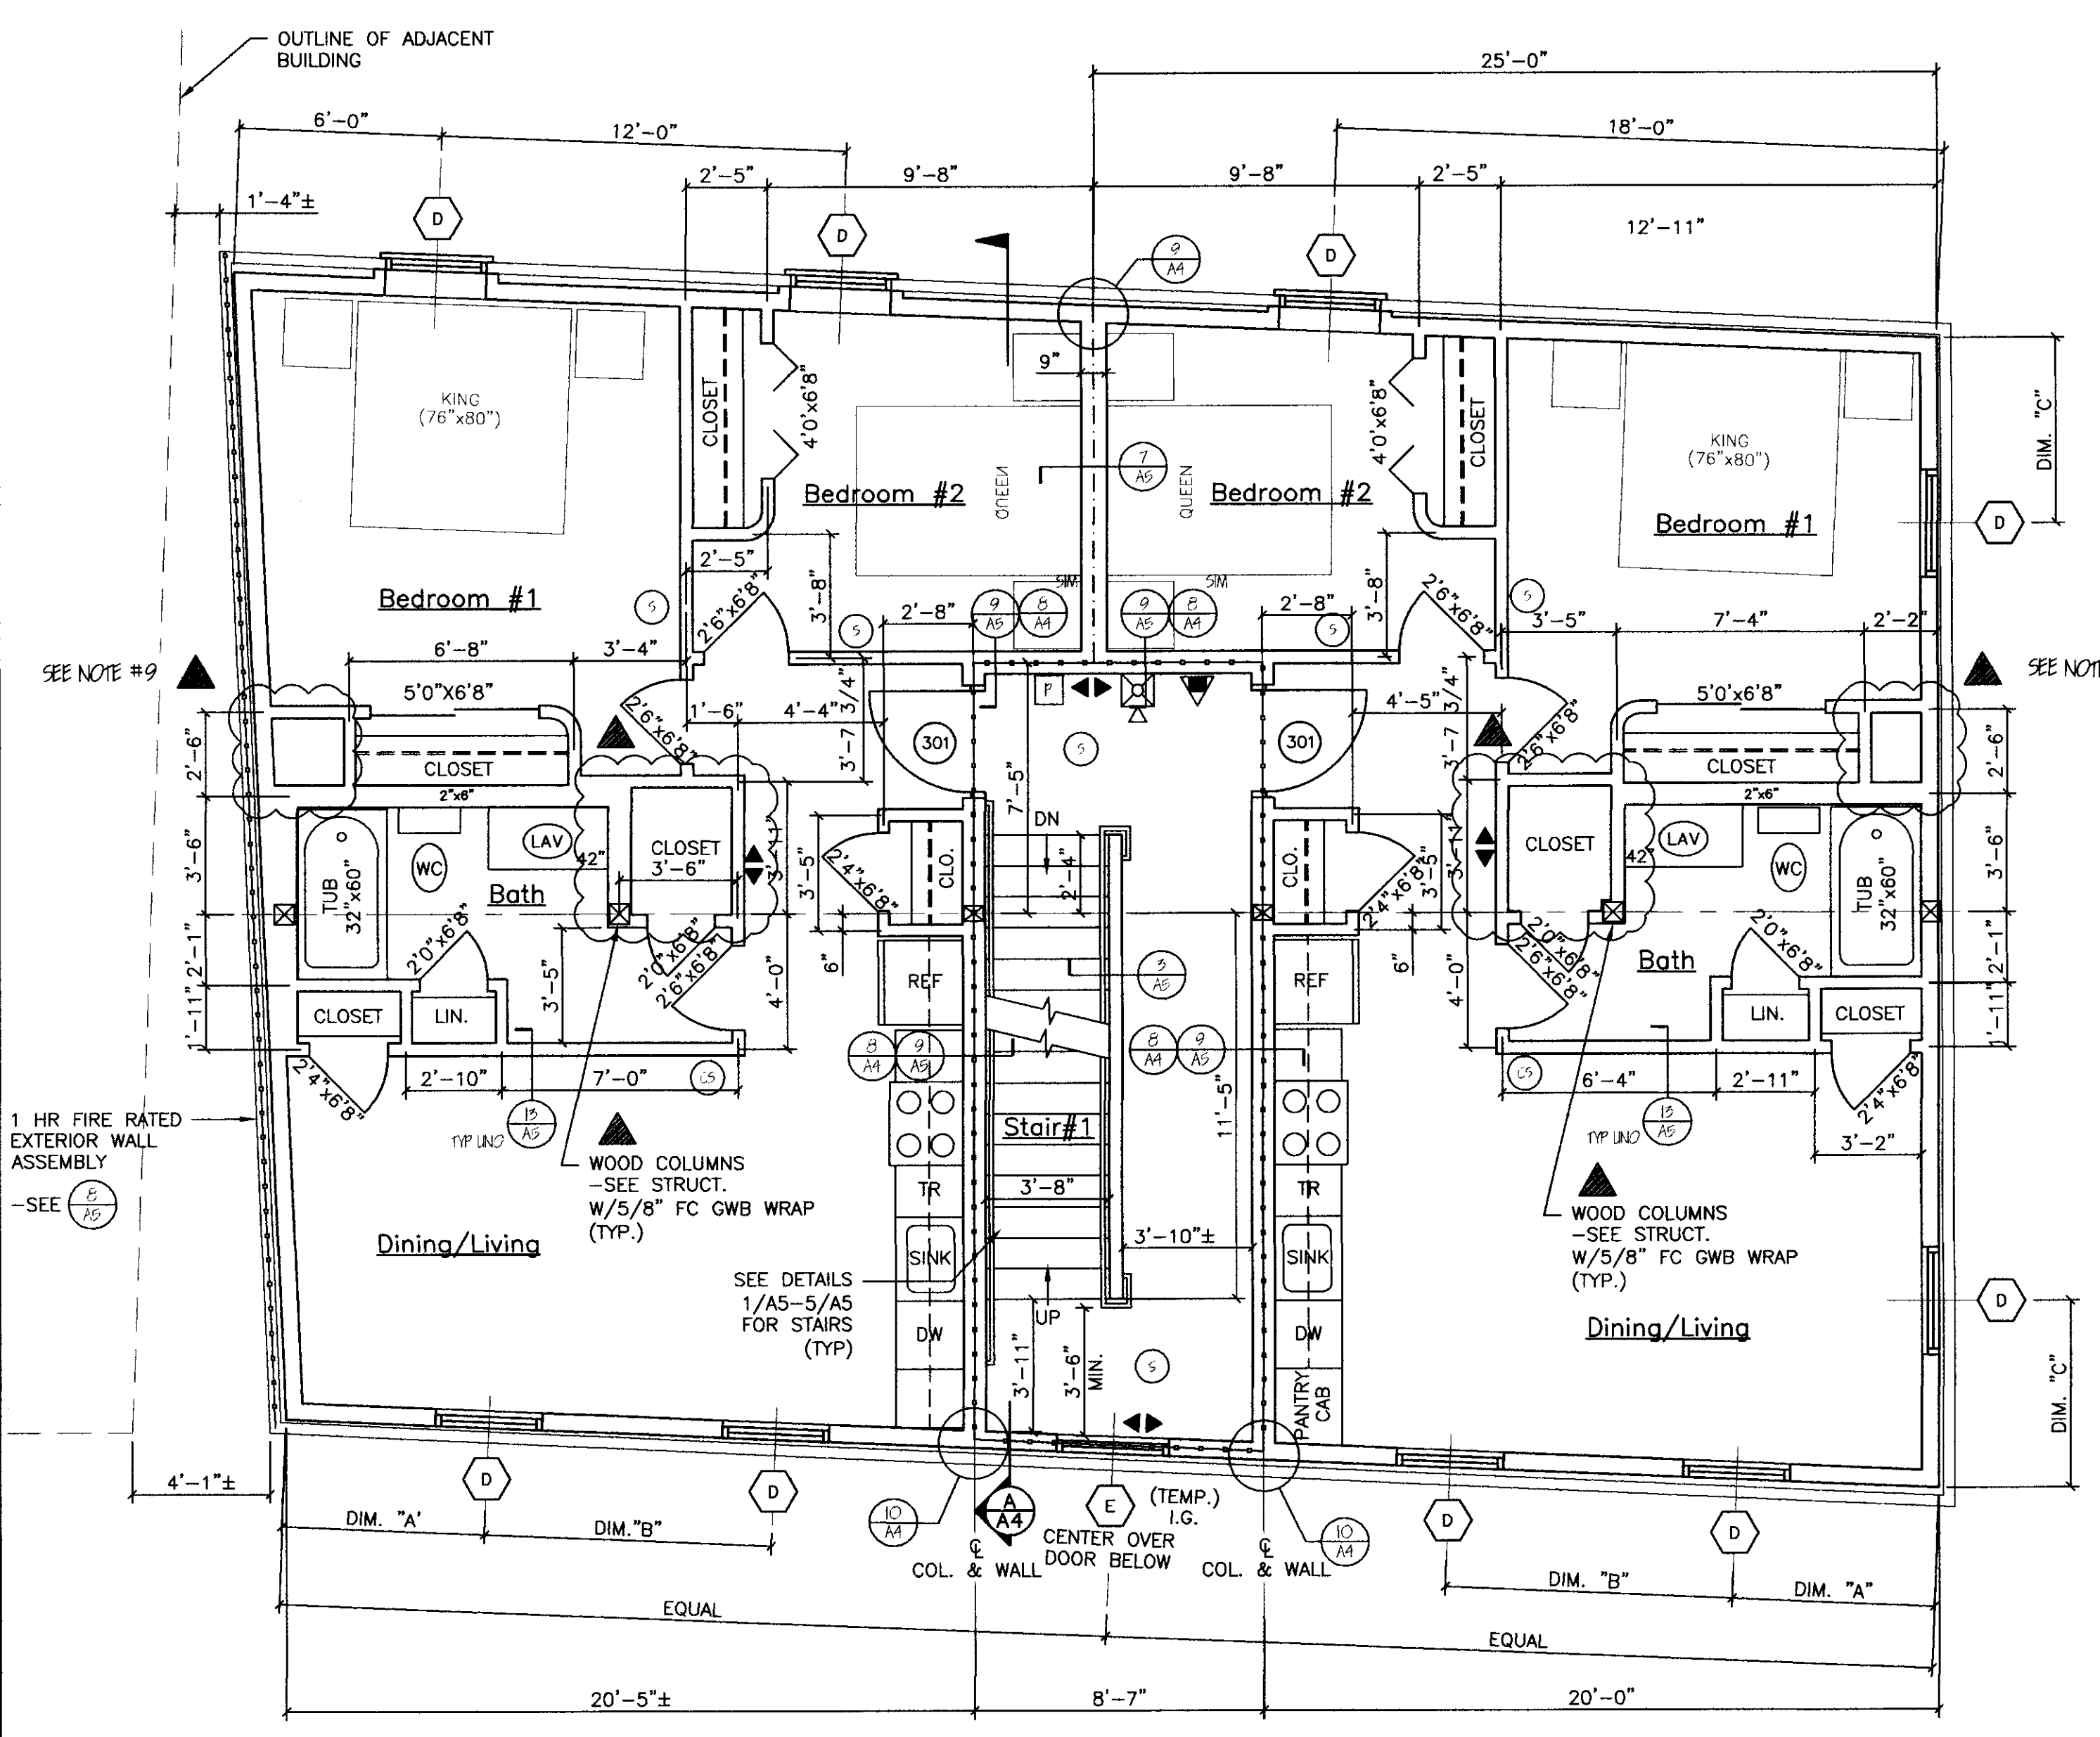 OUTLINE OF ADJACENT
BUILDING
25'-0"
6'-0"
12'-0"
18'-0"
2'-5"
9'-8"
9'-8"
2'-5"
1'-4"±
12'-11"
D
D
D
9
A4
9"
KING
(76"x80")
CLOSET
4'0'x6'8"
QUEEN
7
A5
QUEEN
4'0'x6'8"
CLOSET
KING
(76"x80")
DIM. "C"
Bedroom #2
Bedroom #2
Bedroom #1
D
2'-5"
3'-8"
SIM
SIM
3'-8"
Bedroom #1
S
2'6"x6'8"
S
2'-8"
9
A5
8
A4
9
A5
8
A4
2'-8"
S
2'6"x6'8"
S
3'-5"
7'-4"
2'-2"
SEE NOTE #9
6'-8"
3'-4"
SEE NOT
5'0"X6'8"
2'6"x6'8"
1'-6"
4'-4"
3'-7 3/4"
301
P
S
301
4'-5"
3'-7 3/4"
2'6"x6'8"
5'0'x6'8"
2'-6"
CLOSET
2"x6"
7'-5"
CLOSET
2"x6"
2'-6"
3'-6"
TUB
32"x60"
WC
LAV
42"
CLOSET
3'-6"
3'-11"
3'-5"
2'4"x6'8"
CLO.
DN
2'-4"
CLO.
2'4"x6'8"
3'-5"
3'-11"
CLOSET
42"
LAV
WC
TUB
32"x60"
3'-6"
Bath
2'-1"
2'0"x6'8"
3'-5"
2'0"x6'8"
2'6"x6'8"
4'-0"
6"
REF
3
A5
REF
6"
4'-0"
2'0"x6'8"
2'6"x6'8"
Bath
2'0"x6'8"
2'-1"
1'-11"
CLOSET
LIN.
LIN.
CLOSET
1'-11"
8
A4
9
A5
8
A4
9
A5
2'4"x6'8"
2'-10"
7'-0"
CS
CS
6'-4"
2'-11"
2'4"x6'8"
1 HR FIRE RATED
EXTERIOR WALL
ASSEMBLY
-SEE
8
A5
TYP UNO
13
A5
Stair#1
11'-5"
TYP UNO
13
A5
3'-2"
WOOD COLUMNS
-SEE STRUCT.
W/5/8" FC GWB WRAP
(TYP.)
TR
3'-8"
TR
WOOD COLUMNS
-SEE STRUCT.
W/5/8" FC GWB WRAP
(TYP.)
Dining/Living
SINK
3'-10"±
SINK
SEE DETAILS
1/A5-5/A5
FOR STAIRS
(TYP)
UP
DW
DW
Dining/Living
D
3'-11"
3'-6"
MIN.
S
PANTRY
CAB
DIM. "C"
4'-1"±
D
D
10
A4
A
A4
E
(TEMP.)
I.G.
CENTER OVER
DOOR BELOW
10
A4
D
D
DIM. "A'
DIM."B"
℄
COL. & WALL
℄
COL. & WALL
DIM. "B"
DIM. "A"
EQUAL
EQUAL
20'-5"±
8'-7"
20'-0"